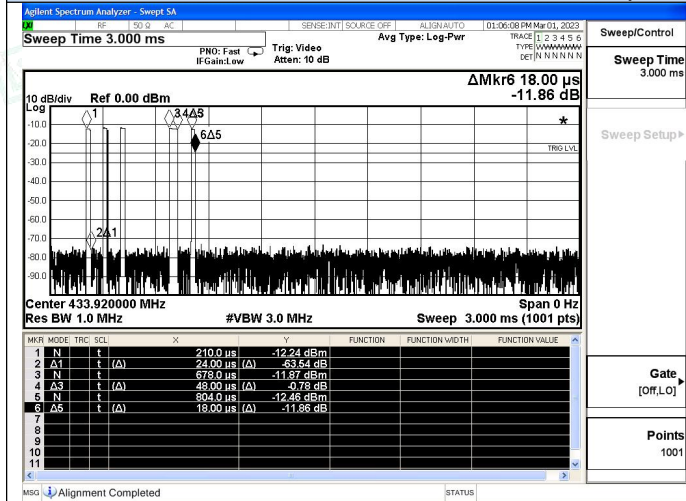 Agilent Spectrum Analyzer - Swept SA
LXI RF 50 Ω AC SENSE:INT SOURCE OFF ALIGN AUTO 01:06:08 PM Mar 01, 2023
Sweep Time 3.000 ms
Avg Type: Log-Pwr
TRACE 1 2 3 4 5 6
TYPE WWWWWW
DET N N N N N N
PNO: Fast
IFGain:Low
Trig: Video
Atten: 10 dB
ΔMkr6 18.00 µs
-11.86 dB
10 dB/div Ref 0.00 dBm
Log
-10.0
-20.0
-30.0
-40.0
-50.0
-60.0
-70.0
-80.0
-90.0
1
2Δ1
3 4Δ3
6Δ5
*
TRIG LVL
Center 433.920000 MHz
Span 0 Hz
Res BW 1.0 MHz #VBW 3.0 MHz Sweep 3.000 ms (1001 pts)
MKR MODE TRC SCL X Y FUNCTION FUNCTION WIDTH FUNCTION VALUE
1 N t 210.0 µs -12.24 dBm
2 Δ1 t (Δ) 24.00 µs (Δ) -63.54 dB
3 N t 678.0 µs -11.87 dBm
4 Δ3 t (Δ) 48.00 µs (Δ) -0.78 dB
5 N t 804.0 µs -12.46 dBm
6 Δ5 t (Δ) 18.00 µs (Δ) -11.86 dB
7
8
9
10
11
MSG Alignment Completed STATUS
Sweep/Control
Sweep Time
3.000 ms
Sweep Setup
Gate
[Off,LO]
Points
1001